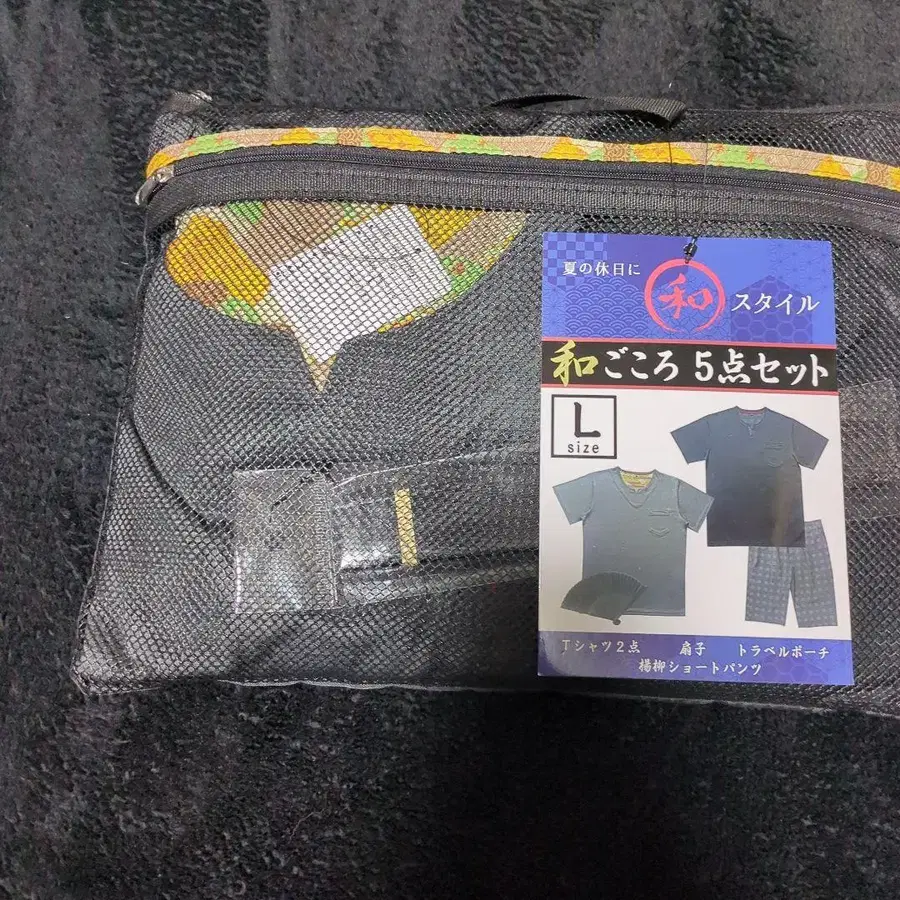 夏の休日に
和スタイル
和ごころ 5点セット
L
size
Tシャツ2点 扇子 トラベルポーチ
楊柳ショートパンツ